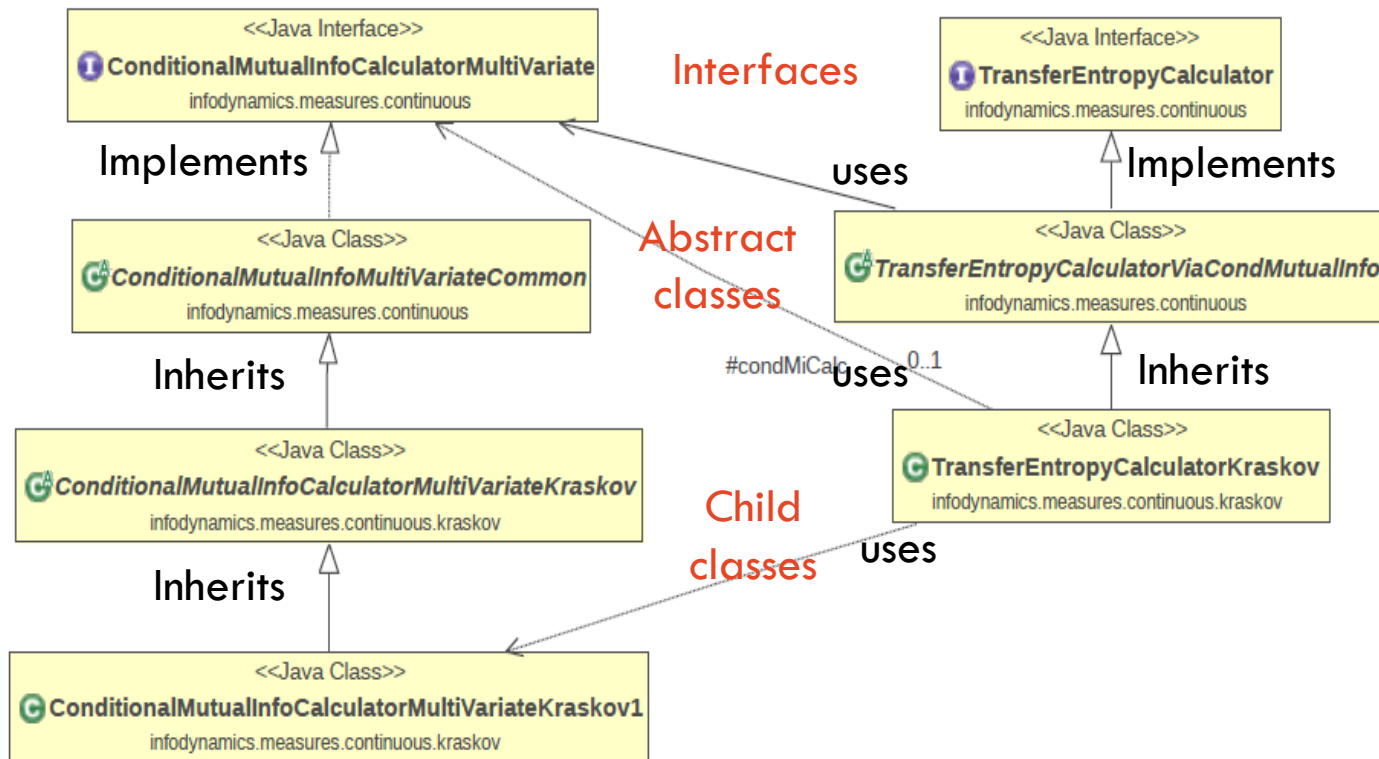 <<Java Interface>>
I ConditionalMutualInfoCalculatorMultiVariate
infodynamics.measures.continuous
Interfaces
<<Java Interface>>
I TransferEntropyCalculator
infodynamics.measures.continuous
Implements
uses
Implements
<<Java Class>>
CA ConditionalMutualInfoMultiVariateCommon
infodynamics.measures.continuous
Abstract
classes
<<Java Class>>
CA TransferEntropyCalculatorViaCondMutualInfo
infodynamics.measures.continuous
Inherits
#condMiCalc
uses
0..1
Inherits
<<Java Class>>
CA ConditionalMutualInfoCalculatorMultiVariateKraskov
infodynamics.measures.continuous.kraskov
<<Java Class>>
C TransferEntropyCalculatorKraskov
infodynamics.measures.continuous.kraskov
Inherits
Child
classes
uses
<<Java Class>>
C ConditionalMutualInfoCalculatorMultiVariateKraskov1
infodynamics.measures.continuous.kraskov